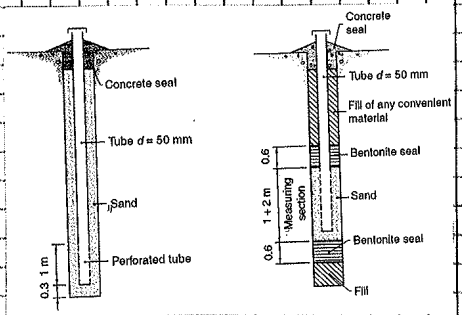 Concrete seal
Tube d = 50 mm
Sand
Perforated tube
0.3 1 m
Concrete
seal
Tube d = 50 mm
Fill of any convenient
material
Bentonite seal
Sand
Bentonite seal
Fill
0.6
1 + 2 m
Measuring
section
0.6